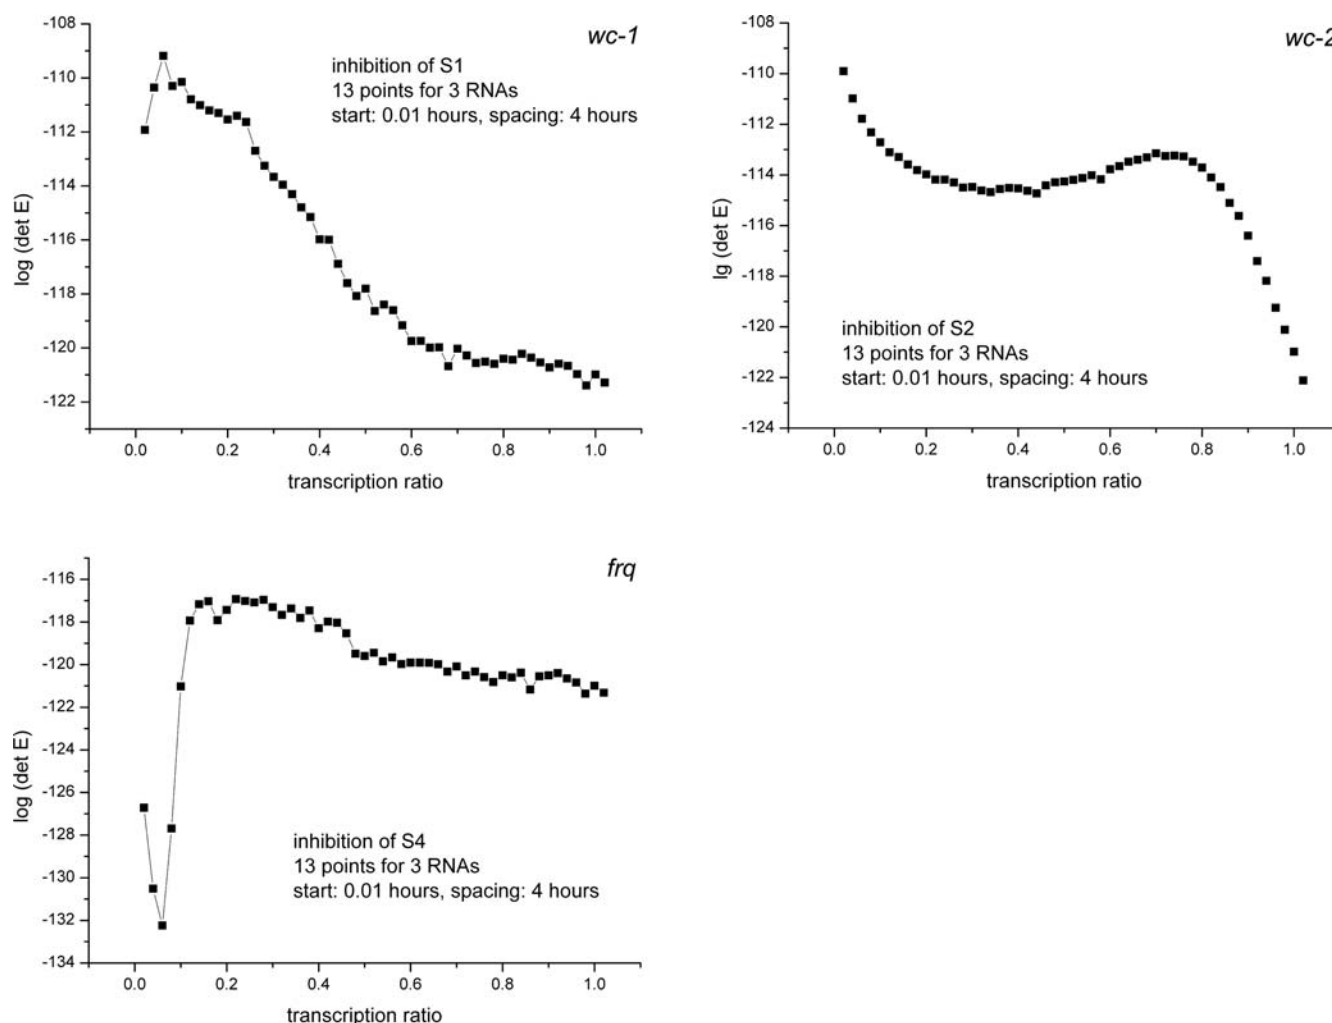 wc-1
inhibition of S1
13 points for 3 RNAs
start: 0.01 hours, spacing: 4 hours
log (det E)
-108
-110
-112
-114
-116
-118
-120
-122
0.0 0.2 0.4 0.6 0.8 1.0
transcription ratio
wc-2
lg (det E)
-108
-110
-112
-114
-115
-118
-120
-122
-124
inhibition of S2
13 points for 3 RNAs
start: 0.01 hours, spacing: 4 hours
0.0 0.2 0.4 0.6 0.8 1.0
transcription ratio
frq
log (det E)
-116
-118
-120
-121
-124
-126
-128
-130
-132
-134
inhibition of S4
13 points for 3 RNAs
start: 0.01 hours, spacing: 4 hours
0.0 0.2 0.4 0.6 0.8 1.0
transcription ratio